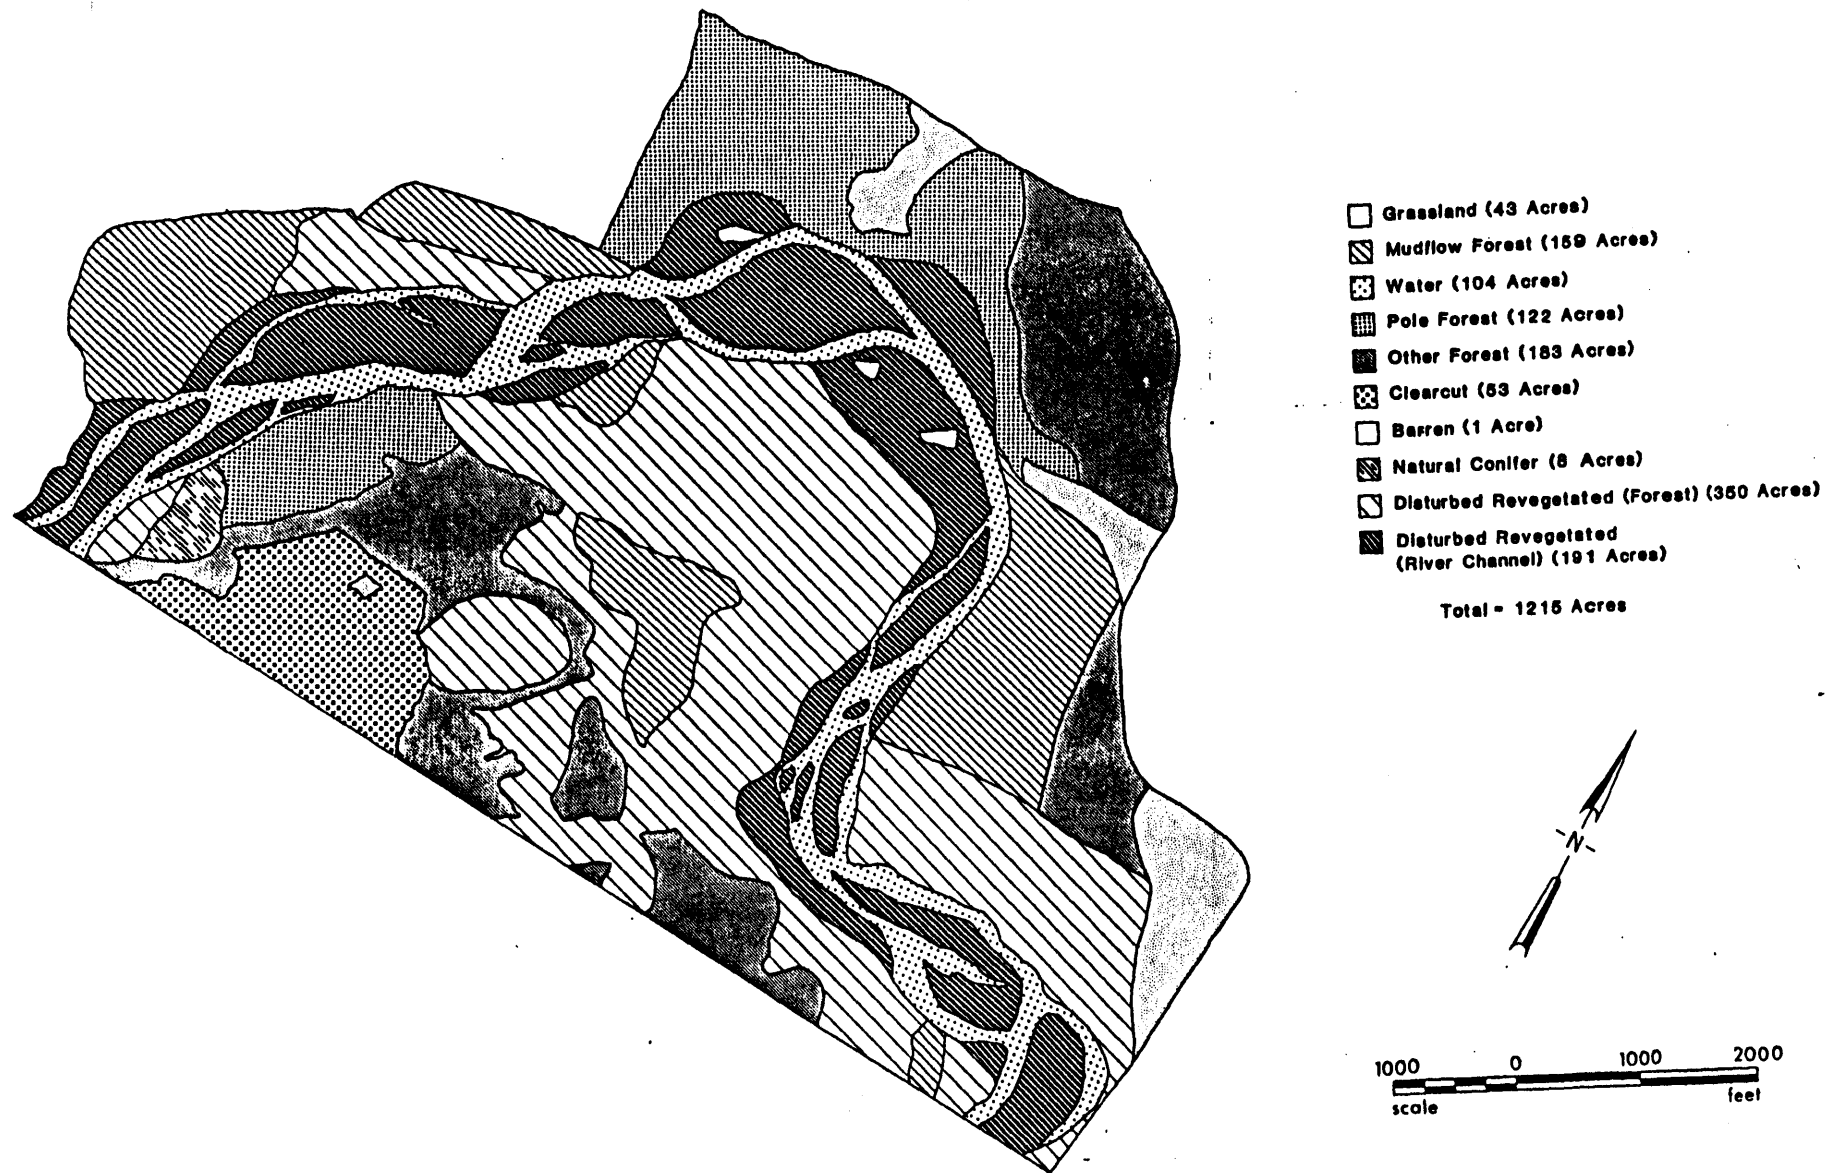 Grassland (43 Acres)
Mudflow Forest (159 Acres)
Water (104 Acres)
Pole Forest (122 Acres)
Other Forest (183 Acres)
Clearcut (53 Acres)
Barren (1 Acre)
Natural Conifer (8 Acres)
Disturbed Revegetated (Forest) (350 Acres)
Disturbed Revegetated
(River Channel) (191 Acres)
Total = 1215 Acres
N
1000 0 1000 2000
scale feet